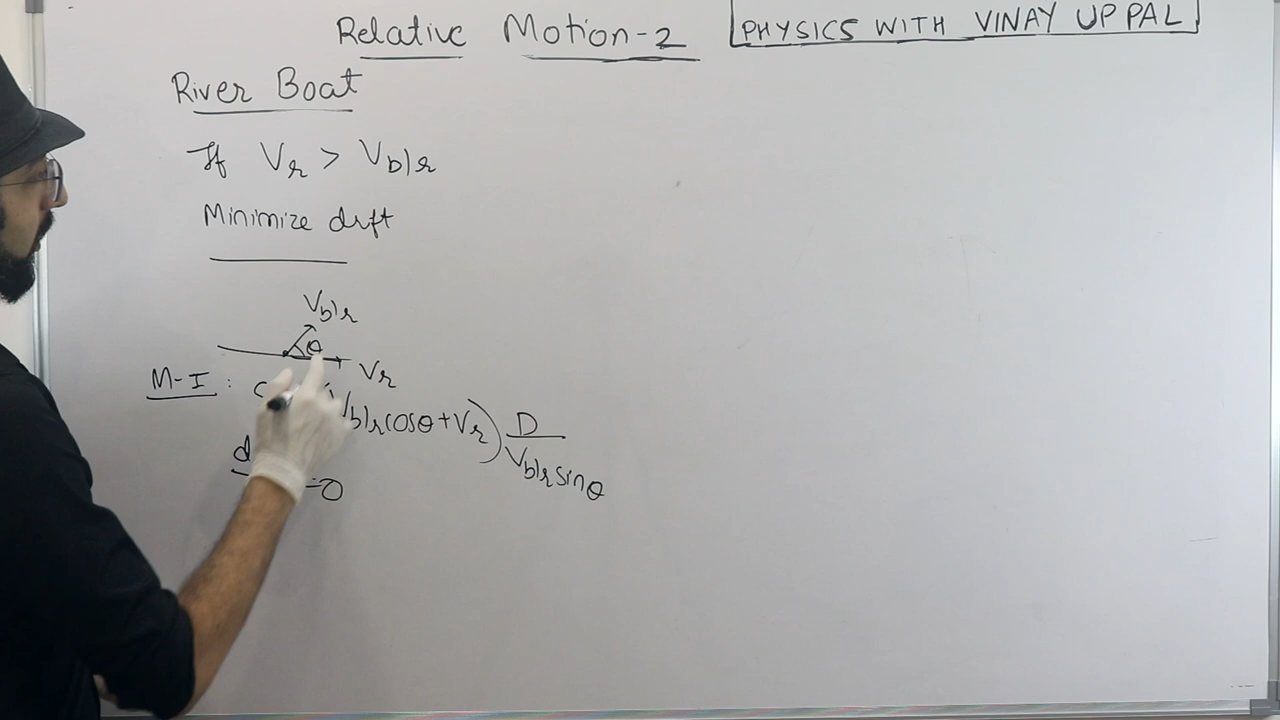 Relative Motion-2
PHYSICS WITH VINAY UPPAL
River Boat
If Vr > Vb|r
Minimize drift
Vb|r
θ
Vr
M-I :
Vb|r cosθ + Vr) D
Vb|r sinθ
d
=0